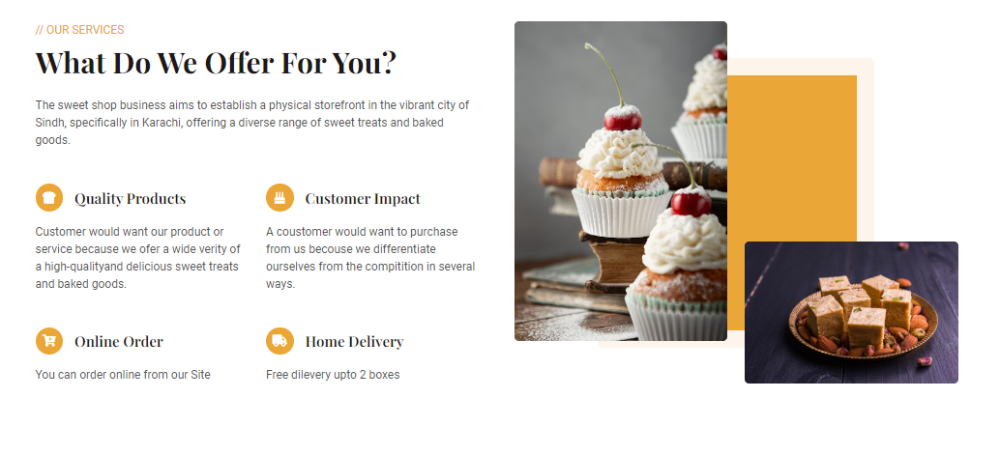 // OUR SERVICES
What Do We Offer For You?
The sweet shop business aims to establish a physical storefront in the vibrant city of
Sindh, specifically in Karachi, offering a diverse range of sweet treats and baked
goods.
Quality Products
Customer would want our product or
service because we ofer a wide verity of
a high-qualityand delicious sweet treats
and baked goods.
Customer Impact
A coustomer would want to purchase
from us becouse we differentiate
ourselves from the compitition in several
ways.
Online Order
You can order online from our Site
Home Delivery
Free dilevery upto 2 boxes